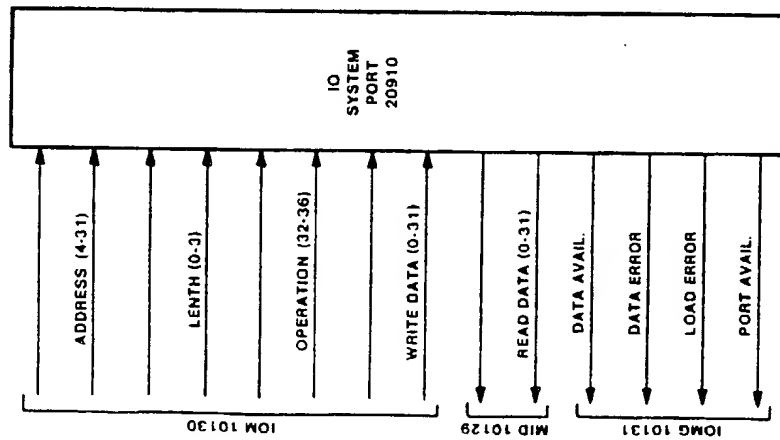 IO
SYSTEM
PORT
20910
ADDRESS (4-31)
LENTH (0-3)
OPERATION (32-36)
WRITE DATA (0-31)
READ DATA (0-31)
DATA AVAIL.
DATA ERROR
LOAD ERROR
PORT AVAIL.
IOM 10130
MID 10129
IOMG 10131